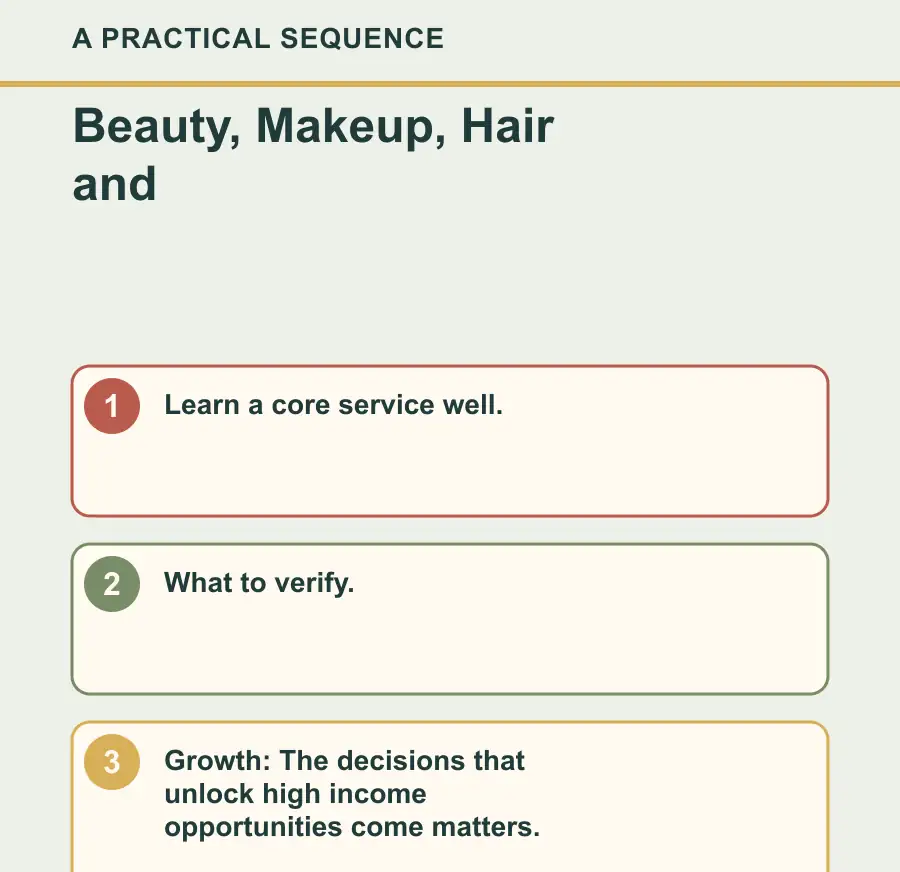 A PRACTICAL SEQUENCE
Beauty, Makeup, Hair
and
1
Learn a core service well.
2
What to verify.
3
Growth: The decisions that
unlock high income
opportunities come matters.